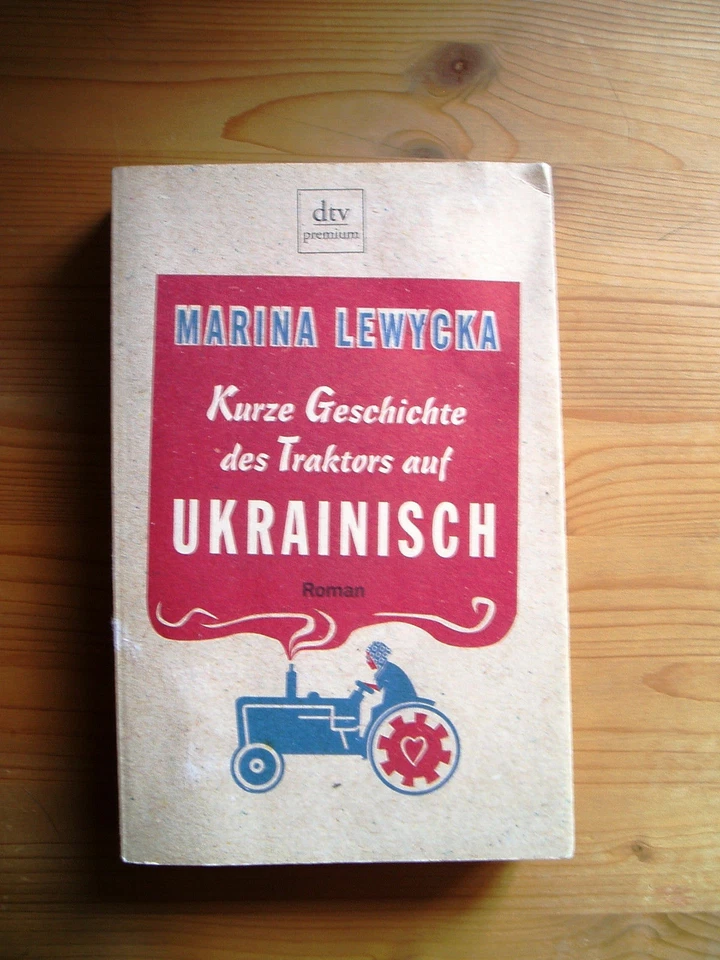 dtv
premium
MARINA LEWYCKA
Kurze Geschichte
des Traktors auf
UKRAINISCH
Roman